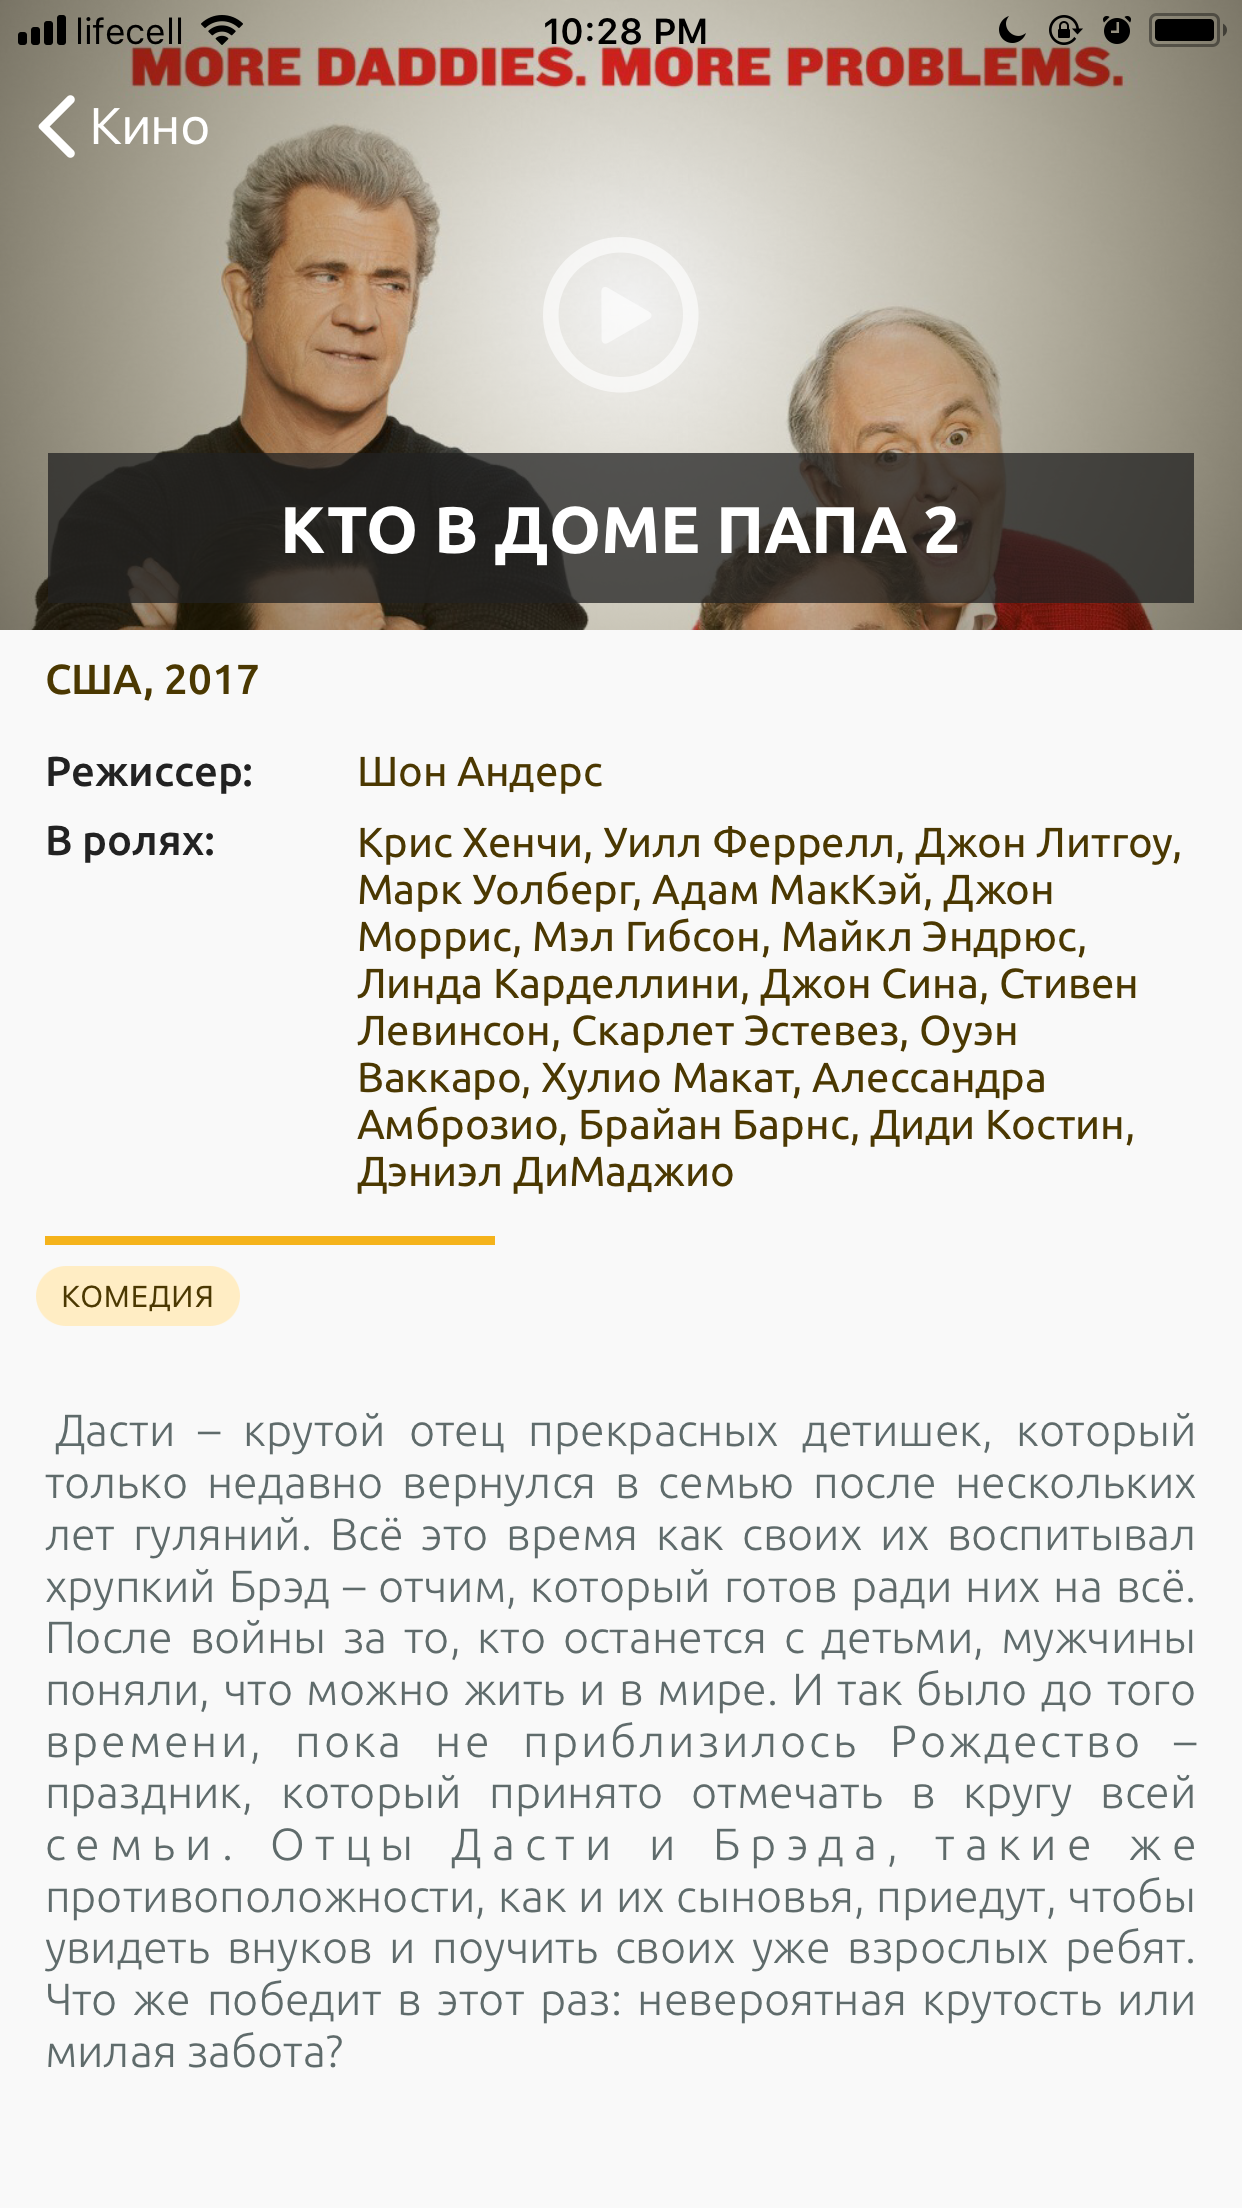 lifecell 10:28 PM
MORE DADDIES. MORE PROBLEMS.
Кино
КТО В ДОМЕ ПАПА 2
США, 2017
Режиссер: Шон Андерс
В ролях: Крис Хенчи, Уилл Феррелл, Джон Литгоу,
Марк Уолберг, Адам МакКэй, Джон
Моррис, Мэл Гибсон, Майкл Эндрюс,
Линда Карделлини, Джон Сина, Стивен
Левинсон, Скарлет Эстевез, Оуэн
Ваккаро, Хулио Макат, Алессандра
Амброзио, Брайан Барнс, Диди Костин,
Дэниэл ДиМаджио
КОМЕДИЯ
Дасти – крутой отец прекрасных детишек, который
только недавно вернулся в семью после нескольких
лет гуляний. Всё это время как своих их воспитывал
хрупкий Брэд – отчим, который готов ради них на всё.
После войны за то, кто останется с детьми, мужчины
поняли, что можно жить и в мире. И так было до того
времени, пока не приблизилось Рождество –
праздник, который принято отмечать в кругу всей
семьи. Отцы Дасти и Брэда, такие же
противоположности, как и их сыновья, приедут, чтобы
увидеть внуков и поучить своих уже взрослых ребят.
Что же победит в этот раз: невероятная крутость или
милая забота?